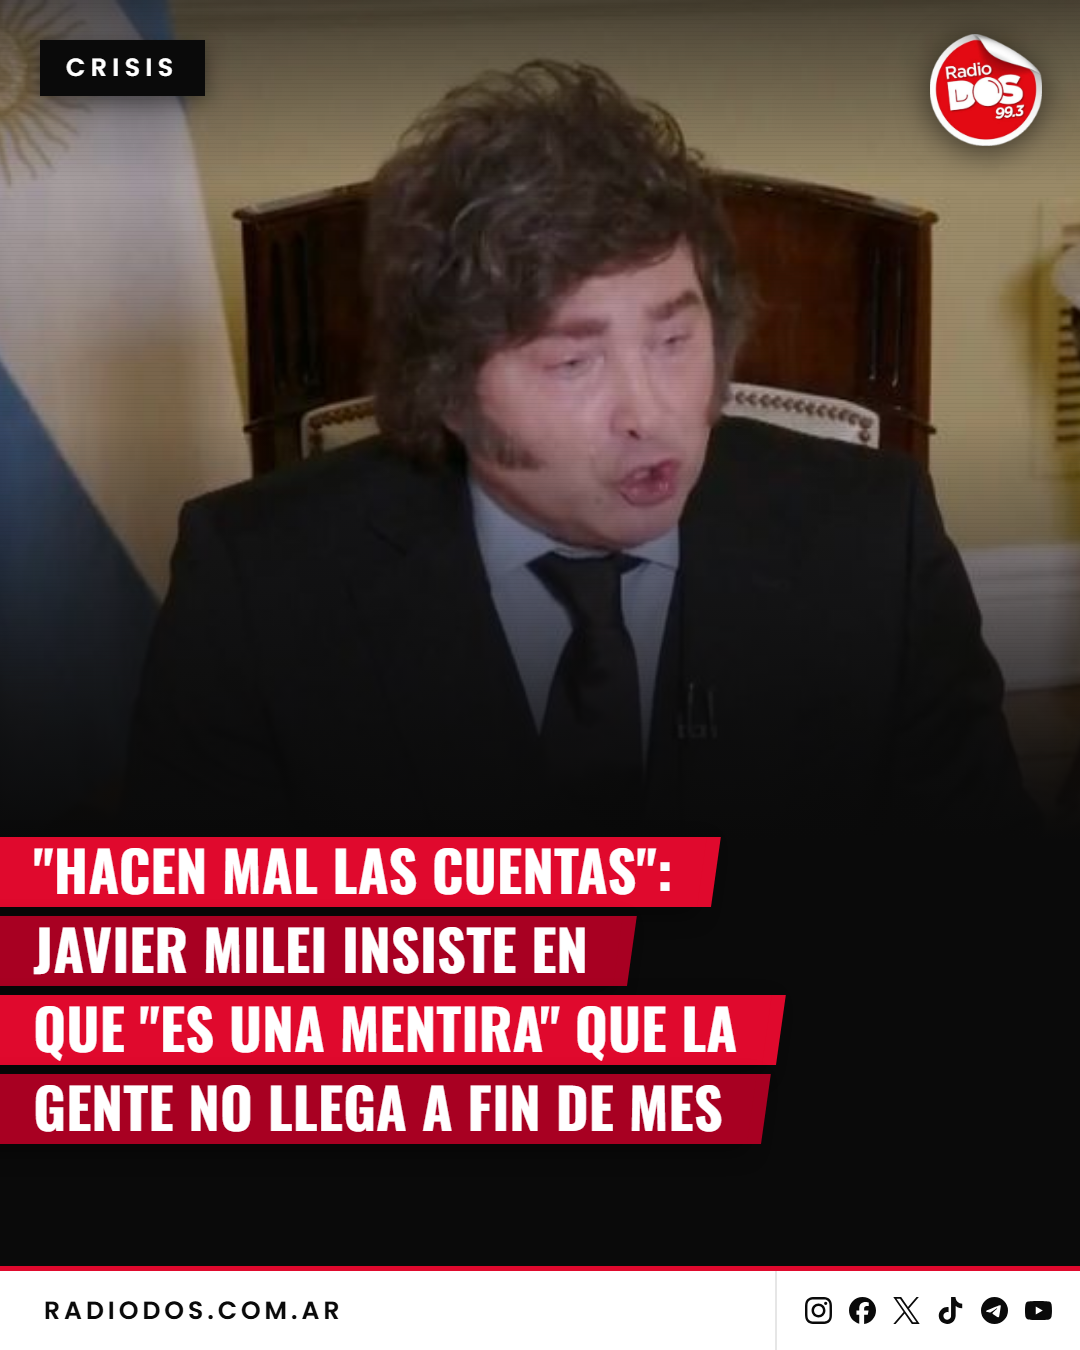 CRISIS
Radio
DOS
99.3
"HACEN MAL LAS CUENTAS":
JAVIER MILEI INSISTE EN
QUE "ES UNA MENTIRA" QUE LA
GENTE NO LLEGA A FIN DE MES
RADIODOS.COM.AR